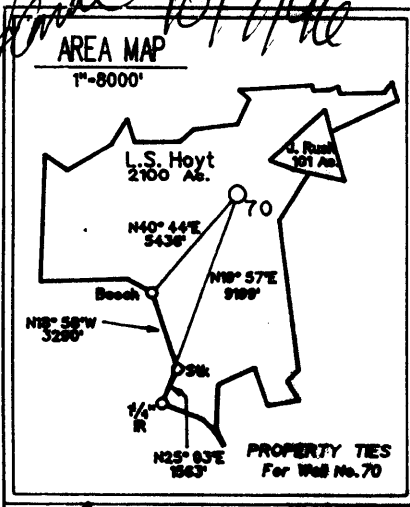 AREA MAP
1"=8000'
L.S. Hoyt
2100 Ac.
J. Rush
101 Ac.
70
N40° 44'E
5436'
N19° 57'E
9199'
Beech
N18° 58'W
3290'
Stk
1/4"
IR
N25° 03'E
1563'
PROPERTY TIES
For Well No. 70